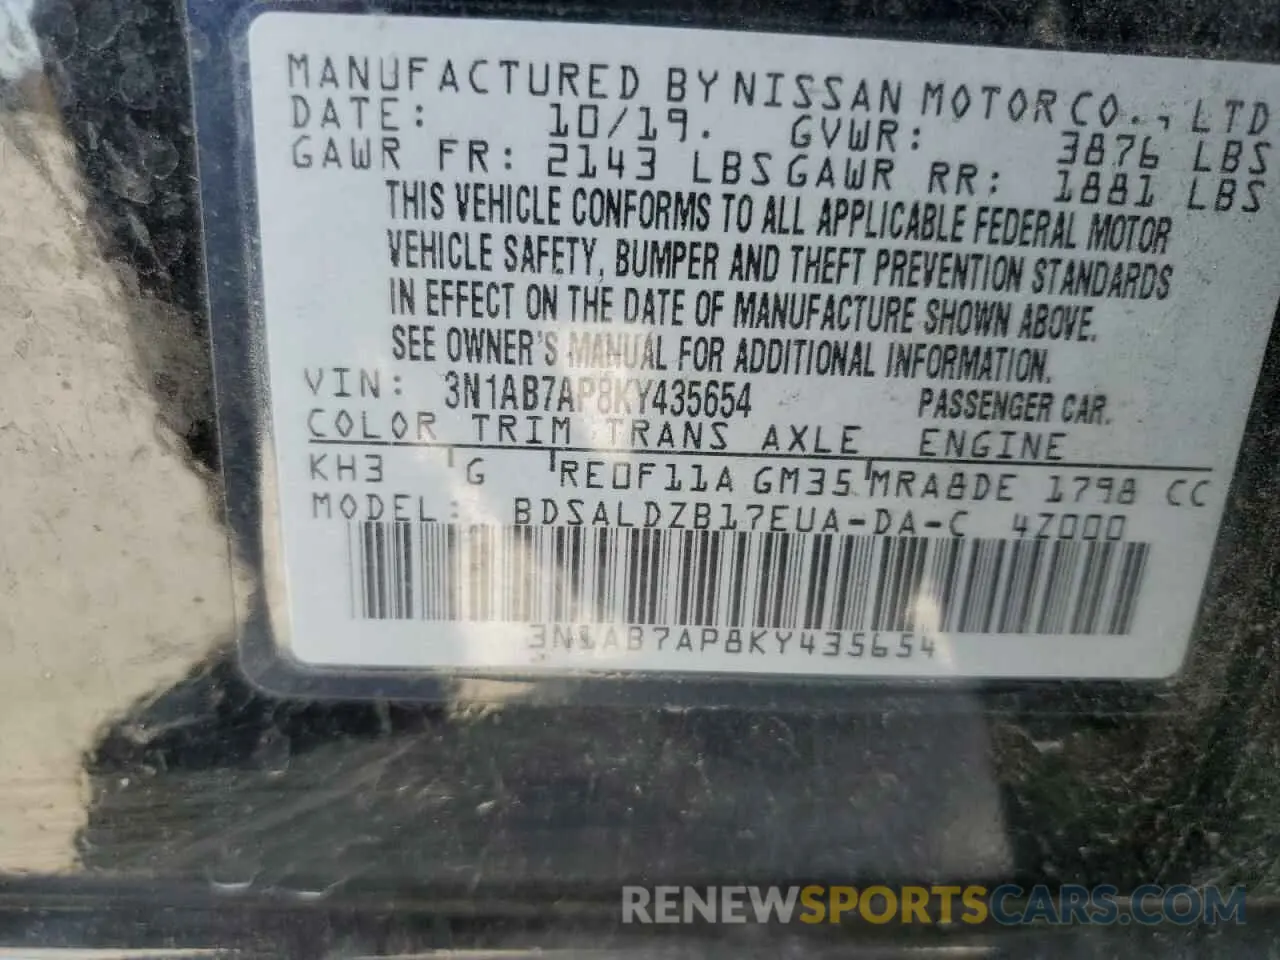 MANUFACTURED BY NISSAN MOTOR CO., LTD
DATE: 10/19. GVWR: 3876 LBS
GAWR FR: 2143 LBS GAWR RR: 1881 LBS
THIS VEHICLE CONFORMS TO ALL APPLICABLE FEDERAL MOTOR
VEHICLE SAFETY, BUMPER AND THEFT PREVENTION STANDARDS
IN EFFECT ON THE DATE OF MANUFACTURE SHOWN ABOVE.
SEE OWNER'S MANUAL FOR ADDITIONAL INFORMATION.
VIN: 3N1AB7AP8KY435654 PASSENGER CAR.
COLOR TRIM TRANS AXLE ENGINE
KH3 G RE0F11A GM35 MRA8DE 1798 CC
MODEL: BDSALDZB17EUA-DA-C 4Z000
3N1AB7AP8KY435654
RENEWSPORTSCARS.COM